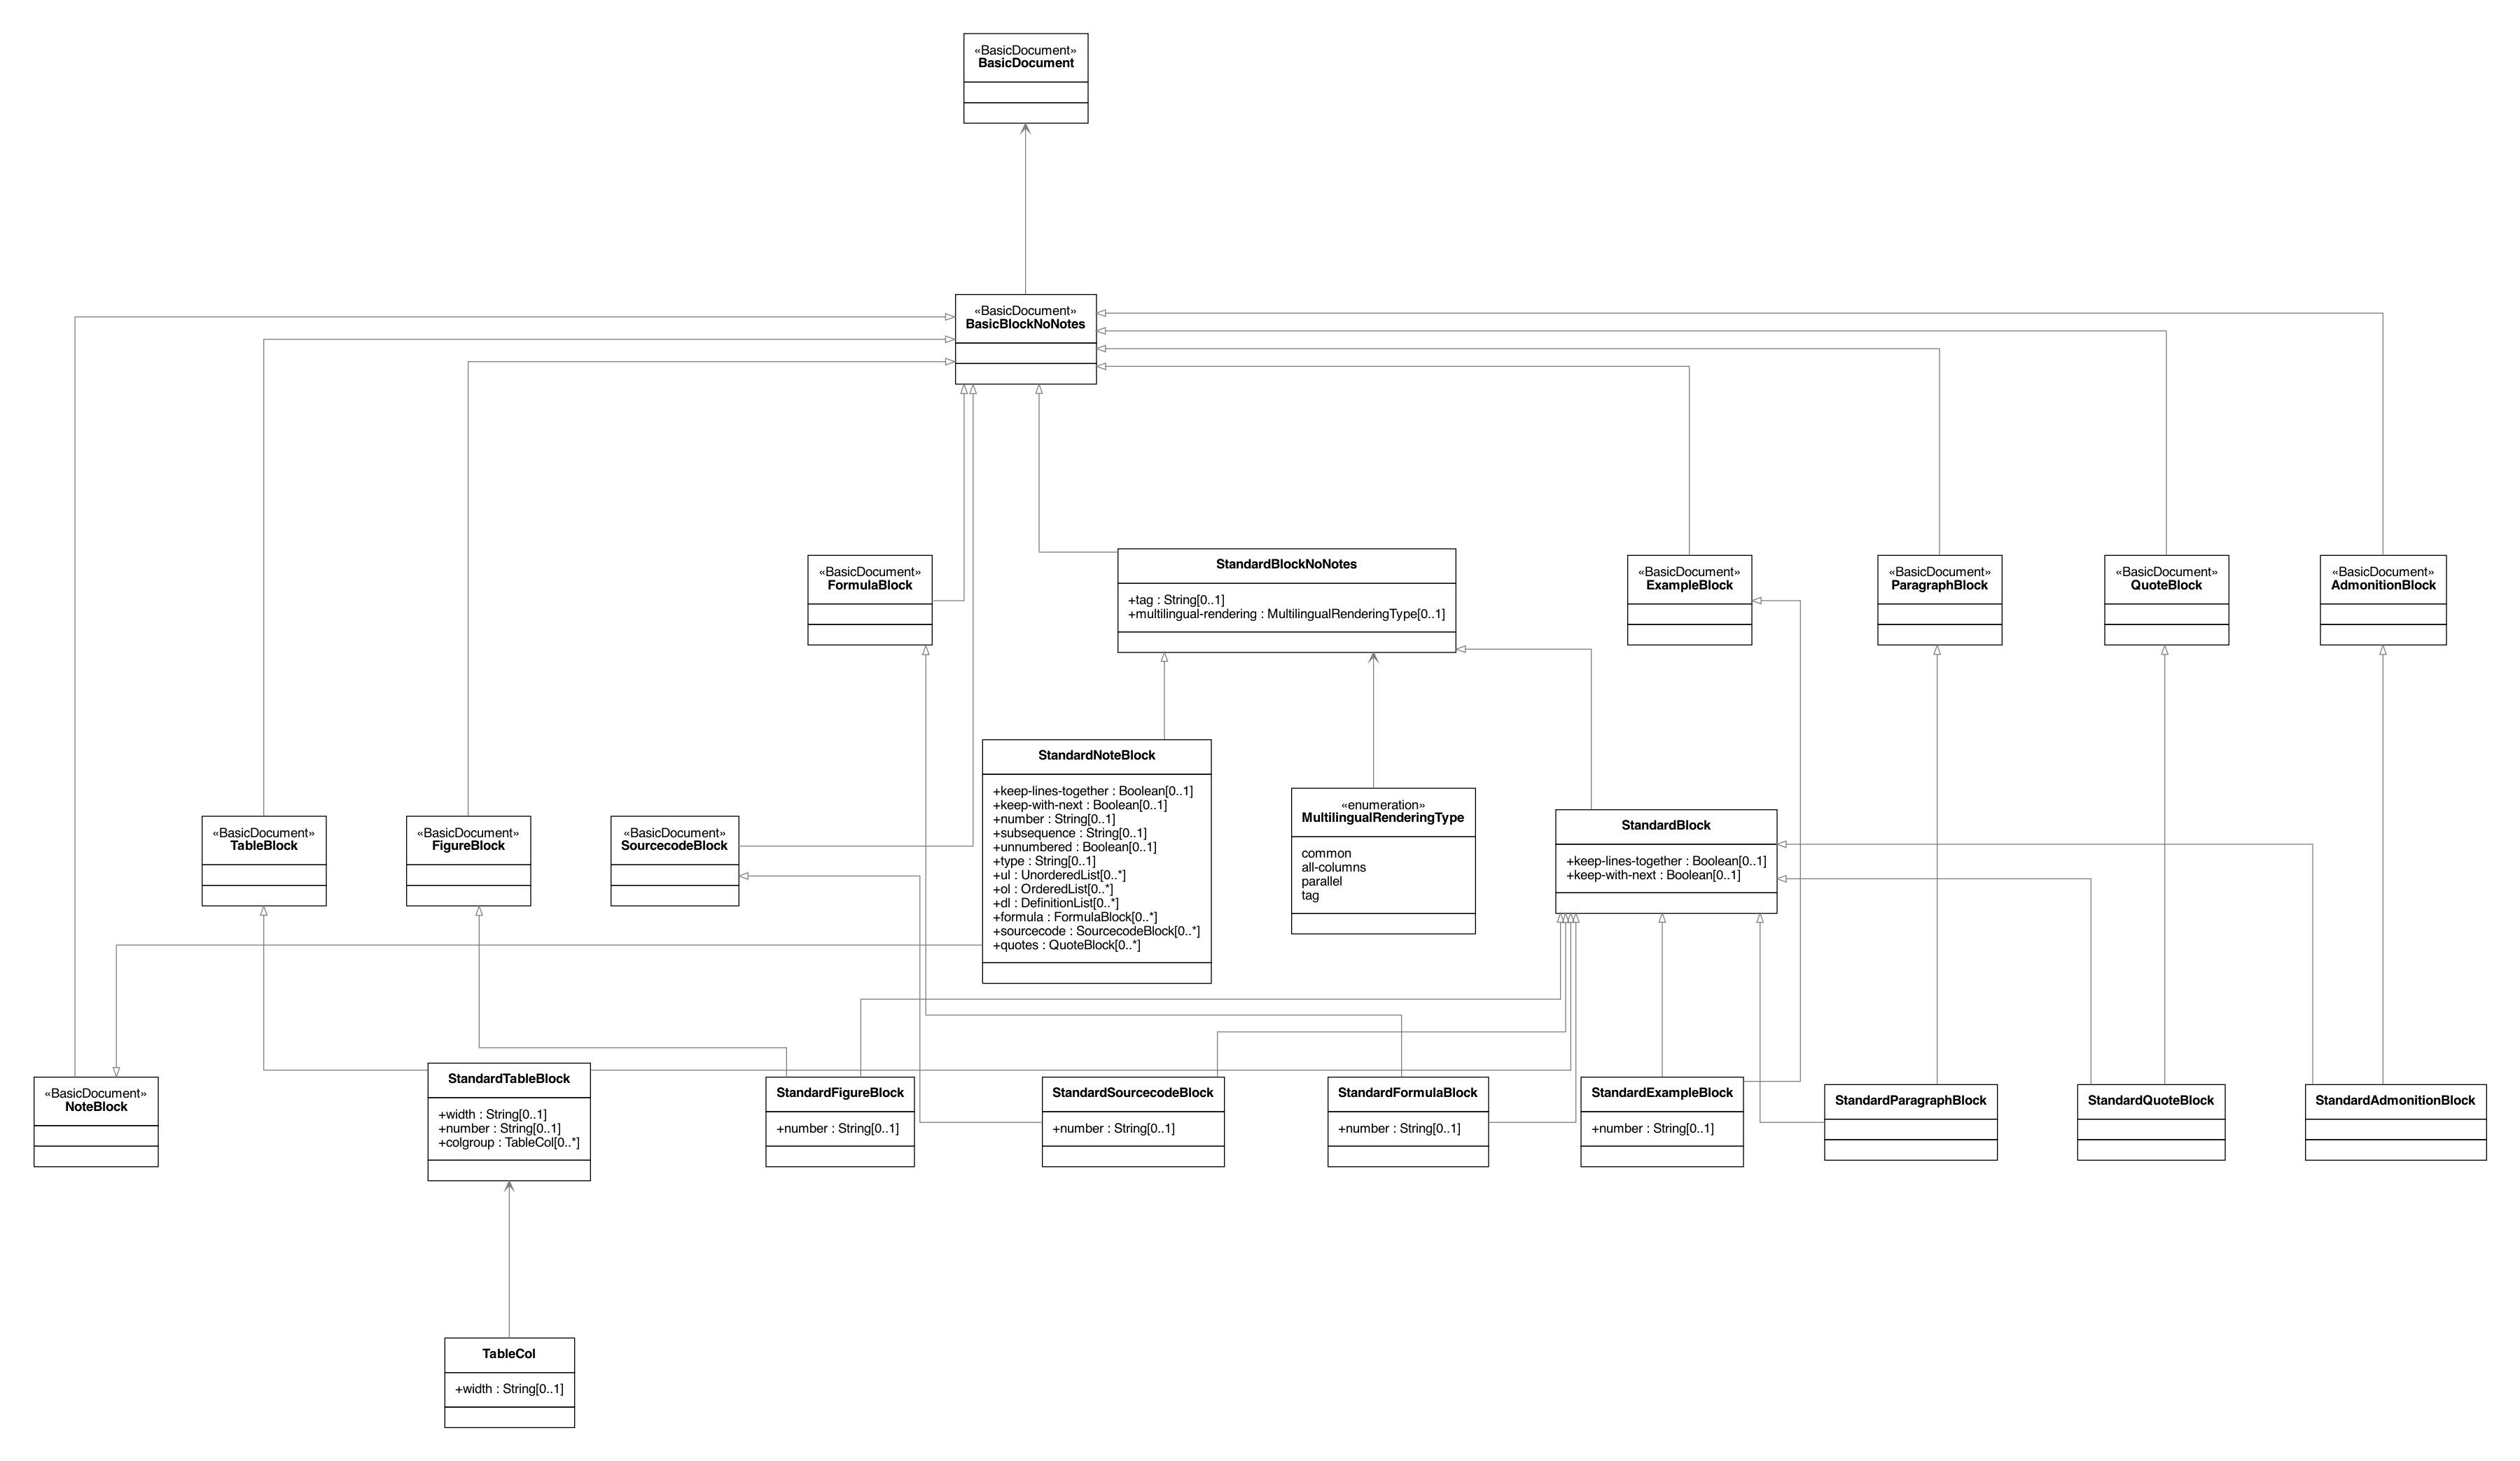 «BasicDocument»
BasicDocument
«BasicDocument»
BasicBlockNoNotes
«BasicDocument»
FormulaBlock
StandardBlockNoNotes
+tag : String[0..1]
+multilingual-rendering : MultilingualRenderingType[0..1]
«BasicDocument»
ExampleBlock
«BasicDocument»
ParagraphBlock
«BasicDocument»
QuoteBlock
«BasicDocument»
AdmonitionBlock
«BasicDocument»
TableBlock
«BasicDocument»
FigureBlock
«BasicDocument»
SourcecodeBlock
StandardNoteBlock
+keep-lines-together : Boolean[0..1]
+keep-with-next : Boolean[0..1]
+number : String[0..1]
+subsequence : String[0..1]
+unnumbered : Boolean[0..1]
+type : String[0..1]
+ul : UnorderedList[0..*]
+ol : OrderedList[0..*]
+dl : DefinitionList[0..*]
+formula : FormulaBlock[0..*]
+sourcecode : SourcecodeBlock[0..*]
+quotes : QuoteBlock[0..*]
«enumeration»
MultilingualRenderingType
common
all-columns
parallel
tag
StandardBlock
+keep-lines-together : Boolean[0..1]
+keep-with-next : Boolean[0..1]
«BasicDocument»
NoteBlock
StandardTableBlock
+width : String[0..1]
+number : String[0..1]
+colgroup : TableCol[0..*]
StandardFigureBlock
+number : String[0..1]
StandardSourcecodeBlock
+number : String[0..1]
StandardFormulaBlock
+number : String[0..1]
StandardExampleBlock
+number : String[0..1]
StandardParagraphBlock
StandardQuoteBlock
StandardAdmonitionBlock
TableCol
+width : String[0..1]